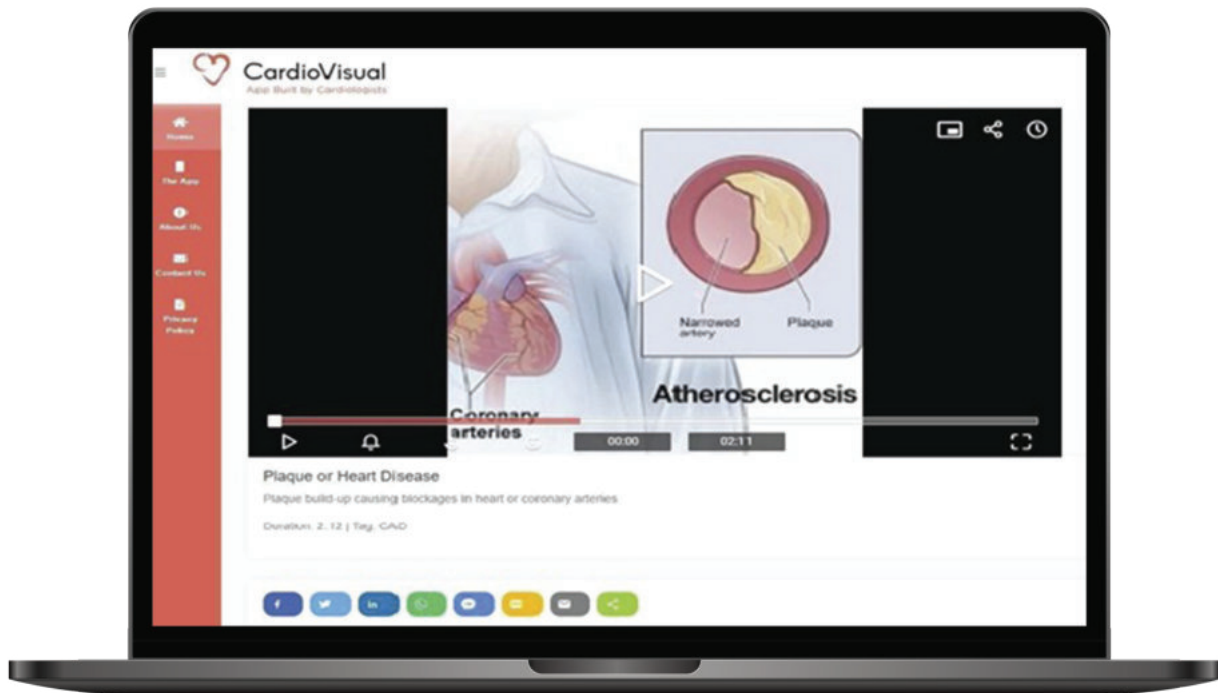 CardioVisual
App Built by Cardiologists
Home
The App
About Us
Contact Us
Privacy
Policy
Narrowed
artery
Plaque
Atherosclerosis
Coronary
arteries
00:00
02:11
Plaque or Heart Disease
Plaque build-up causing blockages in heart or coronary arteries
Duration: 2:12 | Tag: CAD
f
in